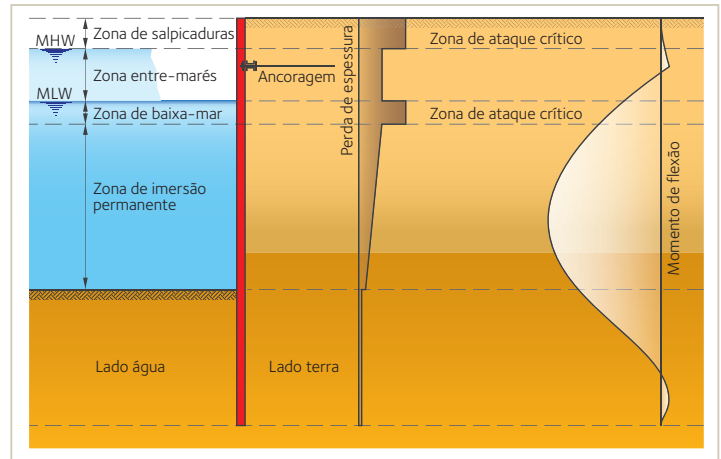 Zona de salpicaduras
MHW
Zona entre-marés
MLW
Zona de baixa-mar
Zona de imersão
permanente
Lado água
Ancoragem
Lado terra
Perda de espessura
Zona de ataque crítico
Zona de ataque crítico
Momento de flexão